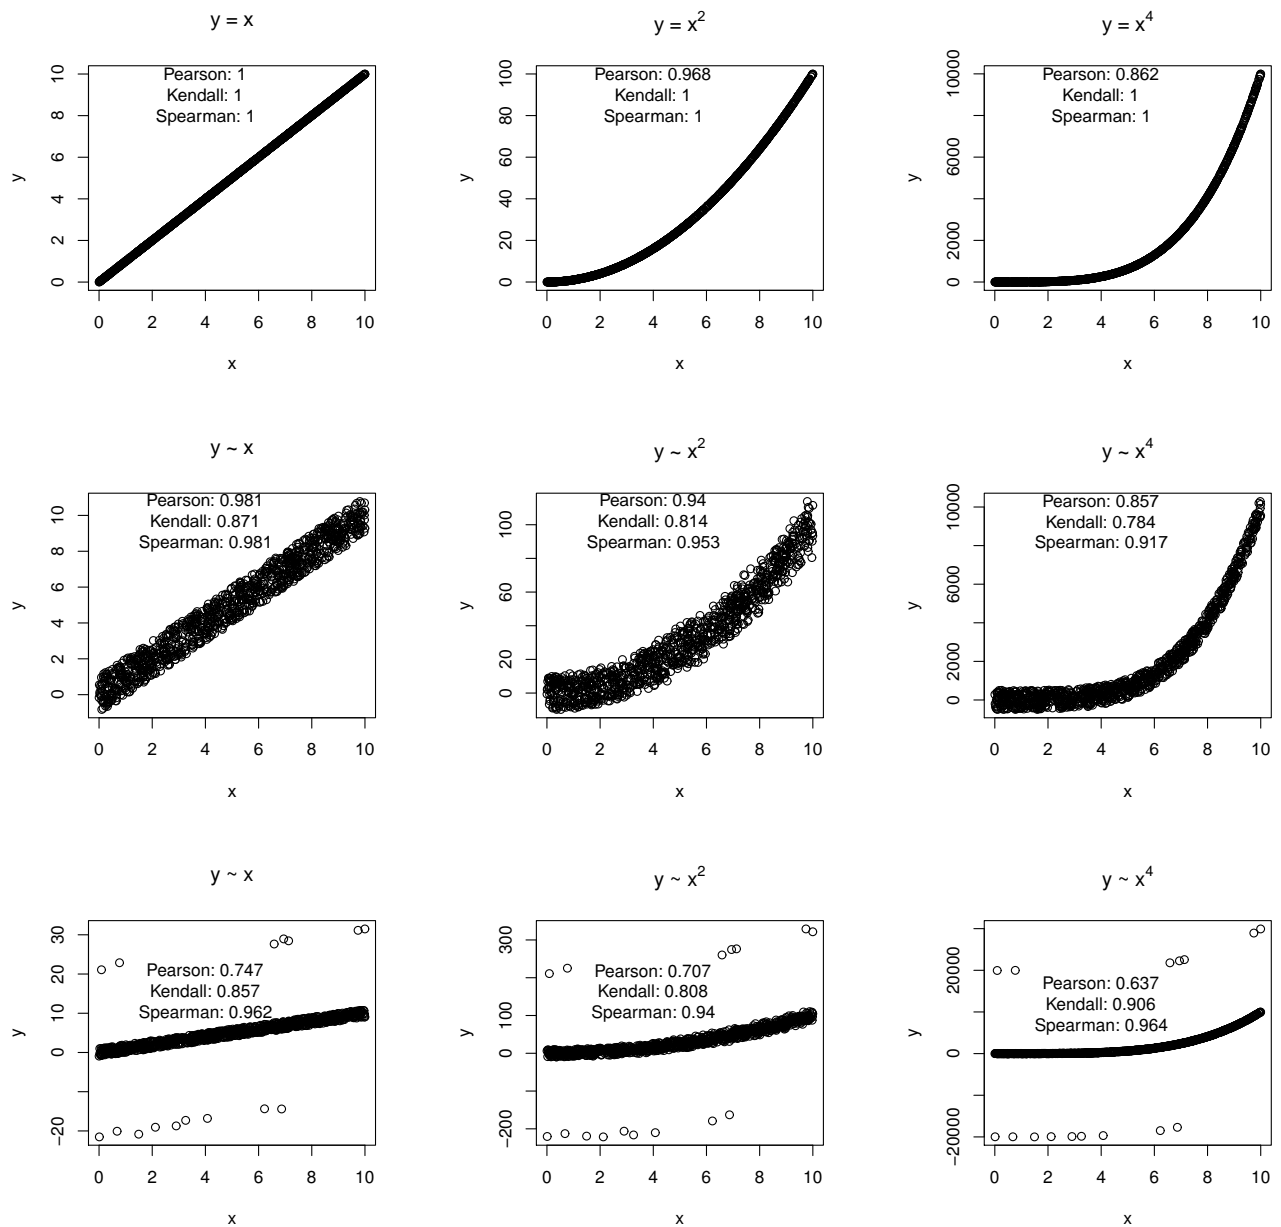 y = x
Pearson: 1
Kendall: 1
Spearman: 1
0 2 4 6 8 10
y
0 2 4 6 8 10
x
y = x²
Pearson: 0.968
Kendall: 1
Spearman: 1
0 20 40 60 80 100
y
0 2 4 6 8 10
x
y = x⁴
Pearson: 0.862
Kendall: 1
Spearman: 1
0 2000 6000 10000
y
0 2 4 6 8 10
x
y ~ x
Pearson: 0.981
Kendall: 0.871
Spearman: 0.981
0 2 4 6 8 10
y
0 2 4 6 8 10
x
y ~ x²
Pearson: 0.94
Kendall: 0.814
Spearman: 0.953
0 20 60 100
y
0 2 4 6 8 10
x
y ~ x⁴
Pearson: 0.857
Kendall: 0.784
Spearman: 0.917
0 2000 6000 10000
y
0 2 4 6 8 10
x
y ~ x
Pearson: 0.747
Kendall: 0.857
Spearman: 0.962
−20 0 10 20 30
y
0 2 4 6 8 10
x
y ~ x²
Pearson: 0.707
Kendall: 0.808
Spearman: 0.94
−200 0 100 300
y
0 2 4 6 8 10
x
y ~ x⁴
Pearson: 0.637
Kendall: 0.906
Spearman: 0.964
−20000 0 20000
y
0 2 4 6 8 10
x